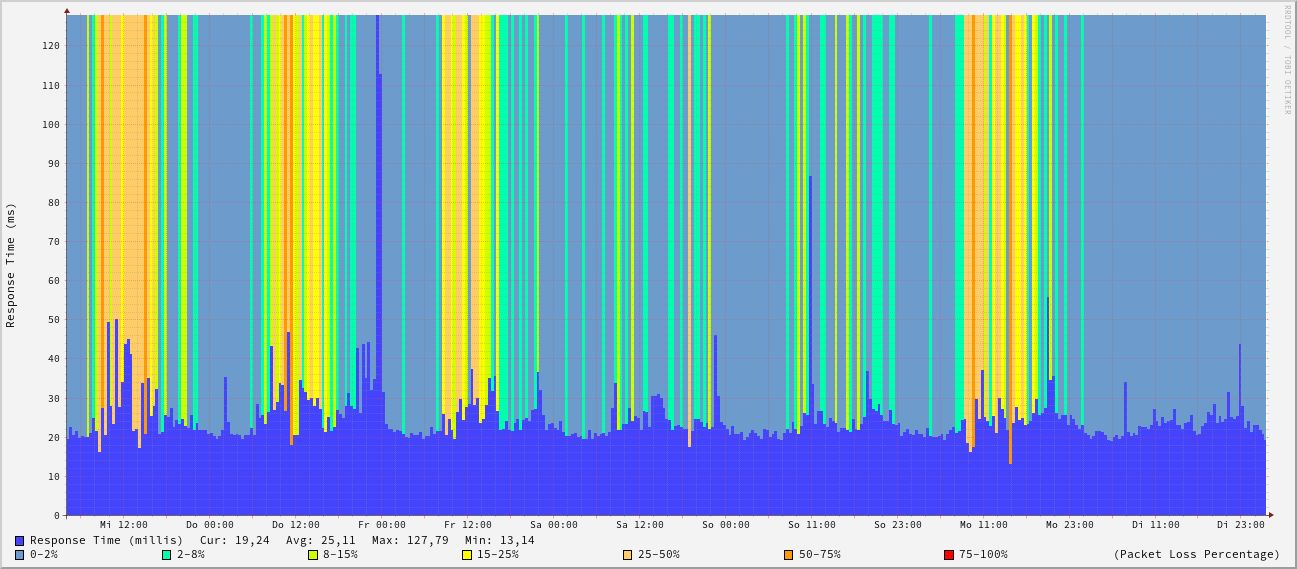 RRDTOOL / TOBI OETIKER
Response Time (ms)
120
110
100
90
80
70
60
50
40
30
20
10
0
Mi 12:00 Do 00:00 Do 12:00 Fr 00:00 Fr 12:00 Sa 00:00 Sa 12:00 So 00:00 So 11:00 So 23:00 Mo 11:00 Mo 23:00 Di 11:00 Di 23:00
Response Time (millis) Cur: 19,24 Avg: 25,11 Max: 127,79 Min: 13,14
0-2% 2-8% 8-15% 15-25% 25-50% 50-75% 75-100% (Packet Loss Percentage)